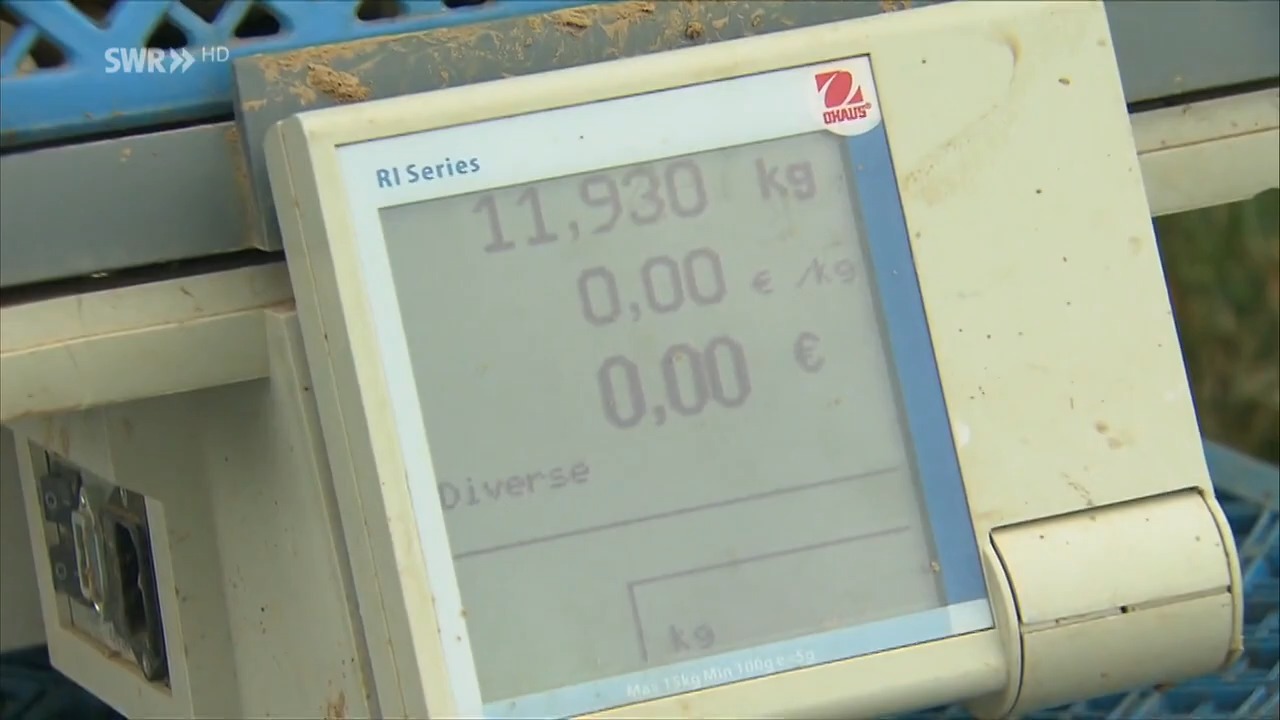 SWR>> HD
OHAUS®
RI Series
11,930 kg
0,00 € /kg
0,00 €
Diverse
kg
Max 15kg Min 100g e=5g